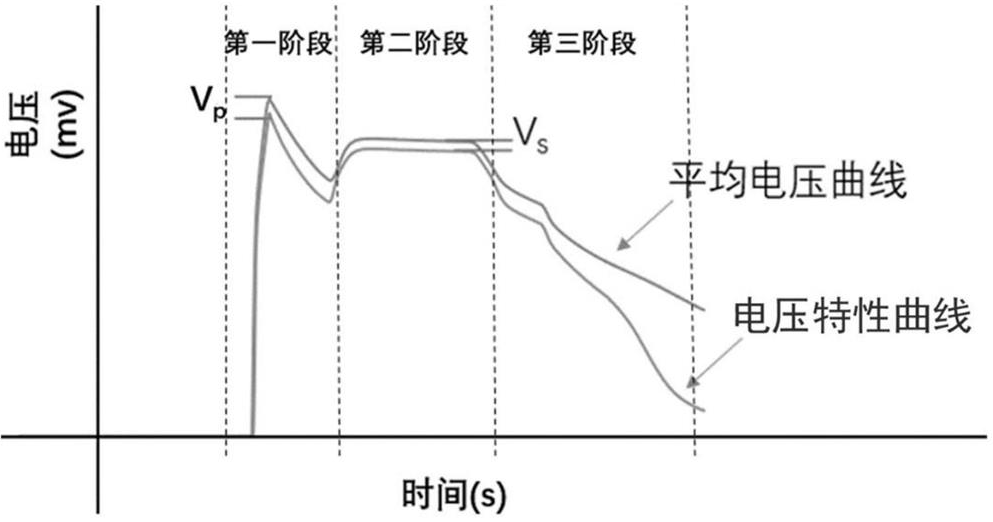 第一阶段 第二阶段 第三阶段
Vp
电压
(mv)
Vs
平均电压曲线
电压特性曲线
时间(s)